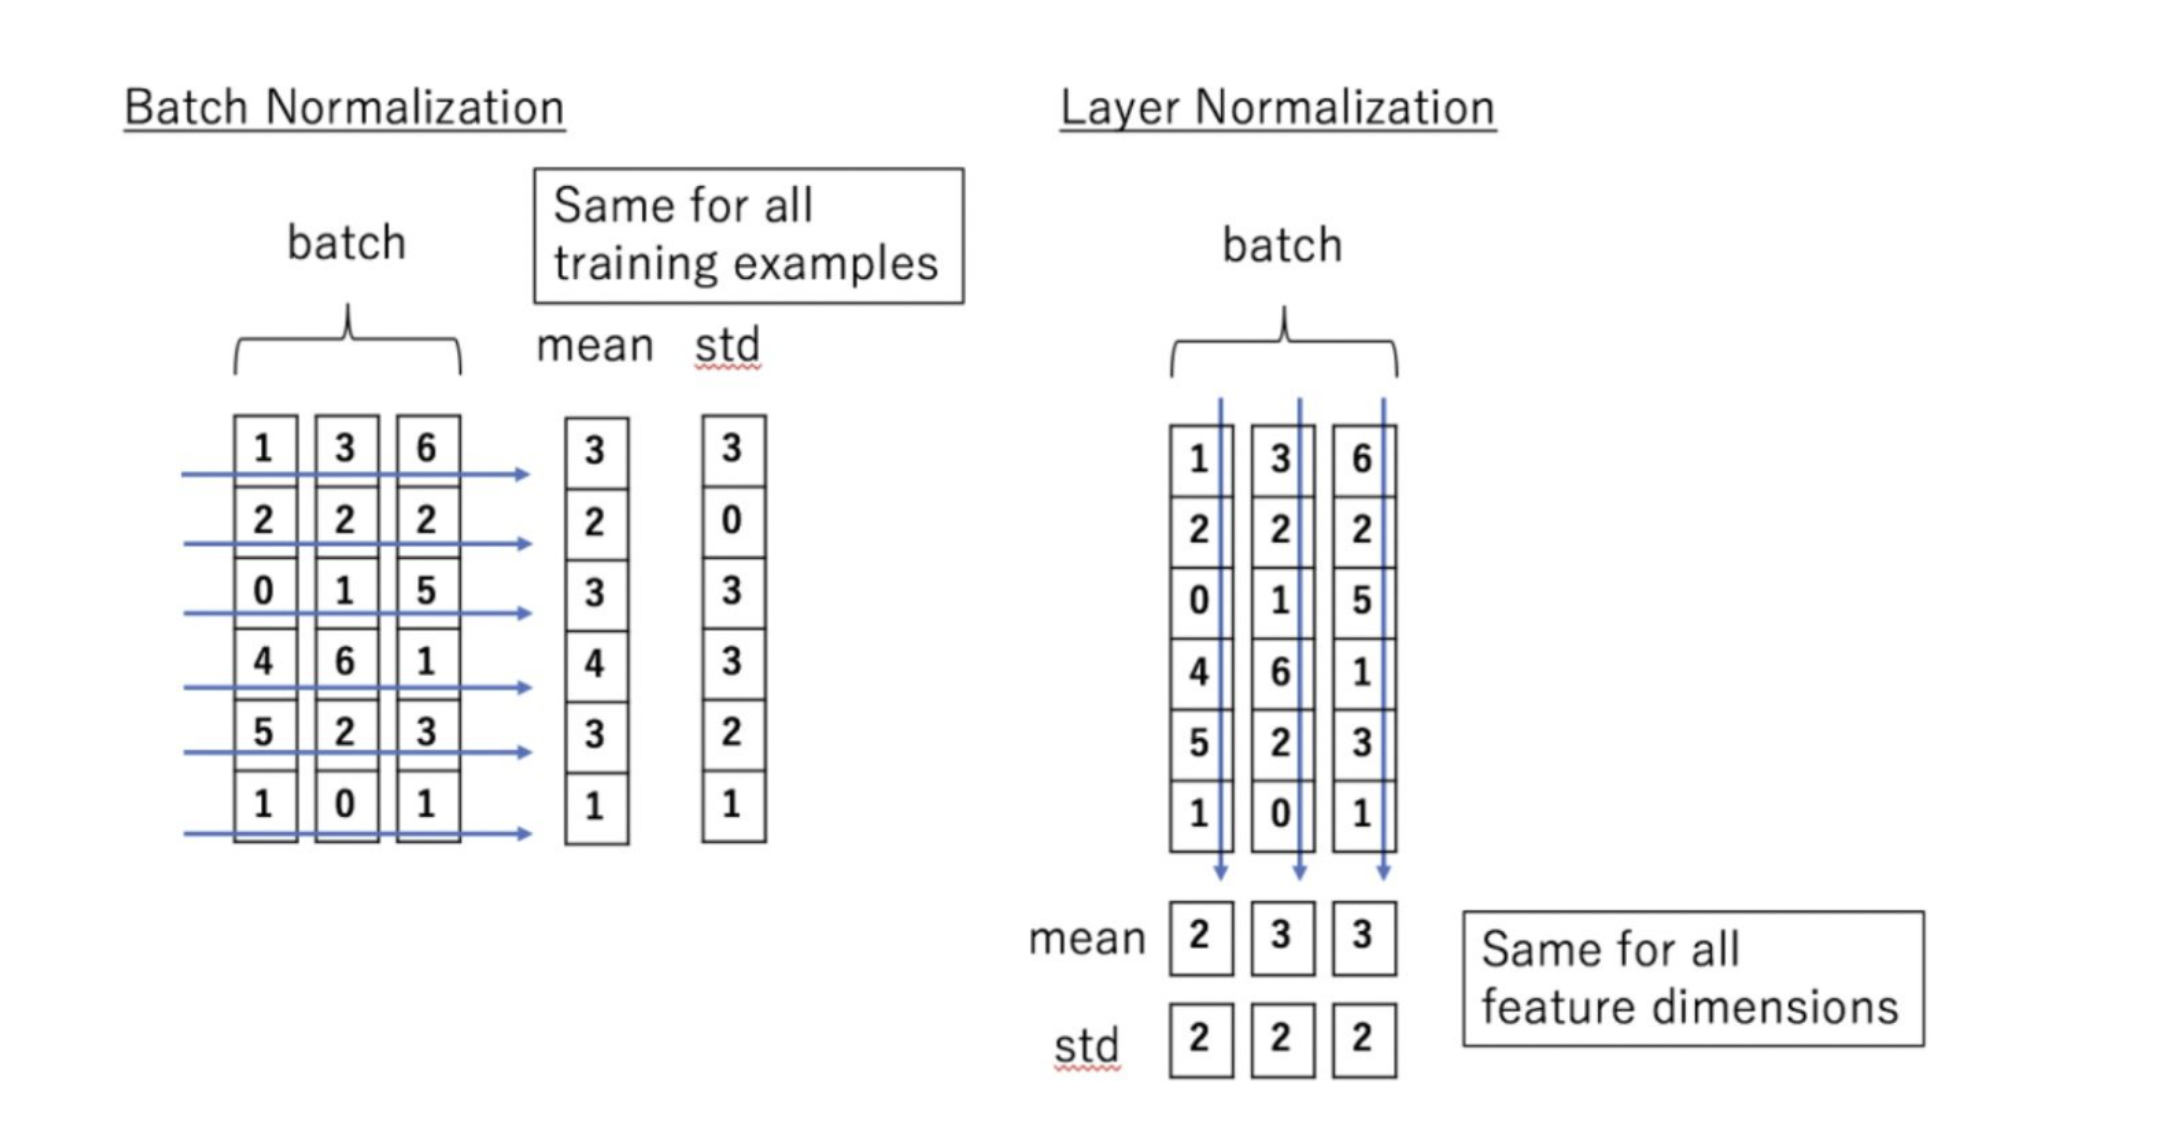 Batch Normalization
batch
Same for all
training examples
mean std
1 3 6 3 3
2 2 2 2 0
0 1 5 3 3
4 6 1 4 3
5 2 3 3 2
1 0 1 1 1
Layer Normalization
batch
1 3 6
2 2 2
0 1 5
4 6 1
5 2 3
1 0 1
mean 2 3 3
std 2 2 2
Same for all
feature dimensions